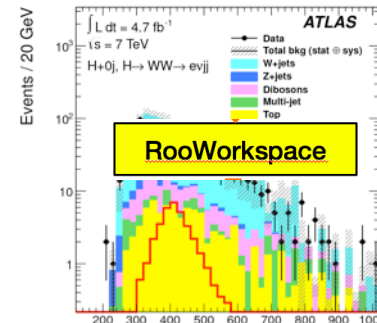 Events / 20 GeV
∫ L dt = 4.7 fb⁻¹
√s = 7 TeV
H+0j, H→ WW→ eνjj
ATLAS
Data
Total bkg (stat ⊕ sys)
W+jets
Z+jets
Dibosons
Multi-jet
Top
10³
10²
10
1
RooWorkspace
200 300 400 500 600 700 800 900 100